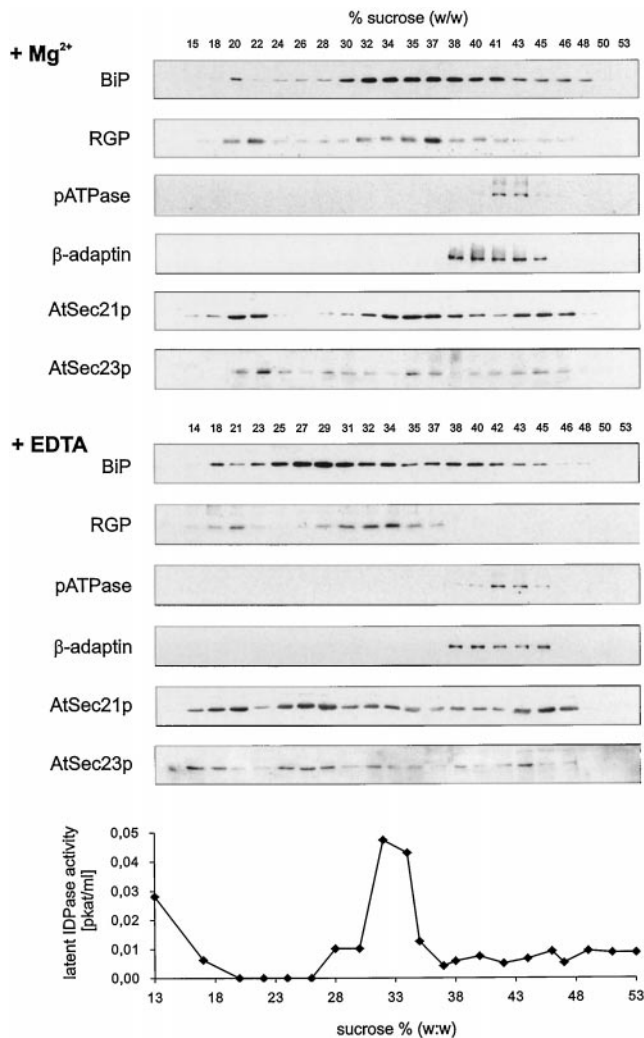 % sucrose (w/w)
15 18 20 22 24 26 28 30 32 34 35 37 38 40 41 43 45 46 48 50 53
+ Mg²⁺
BiP
RGP
pATPase
β-adaptin
AtSec21p
AtSec23p
14 18 21 23 25 27 29 31 32 34 35 37 38 40 42 43 45 46 48 50 53
+ EDTA
BiP
RGP
pATPase
β-adaptin
AtSec21p
AtSec23p
latent IDPase activity
[pkat/ml]
0,05
0,04
0,03
0,02
0,01
0,00
13 18 23 28 33 38 43 48 53
sucrose % (w:w)